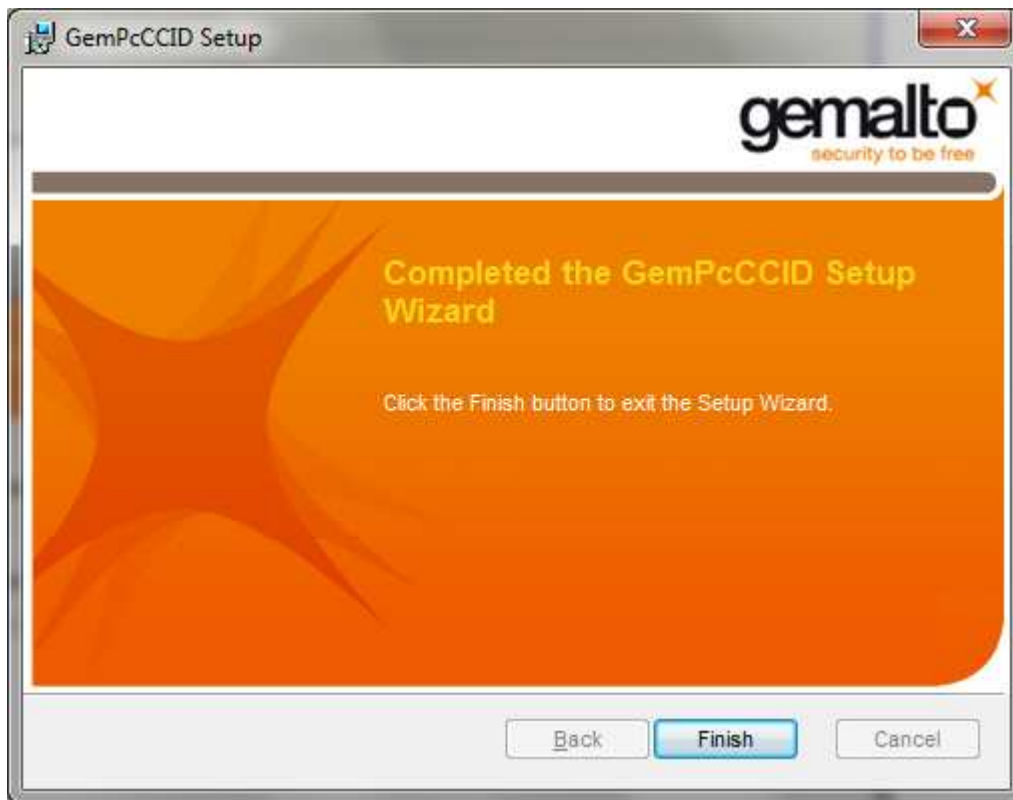 GemPcCCID Setup
gemalto
security to be free
Completed the GemPcCCID Setup
Wizard
Click the Finish button to exit the Setup Wizard.
Back Finish Cancel